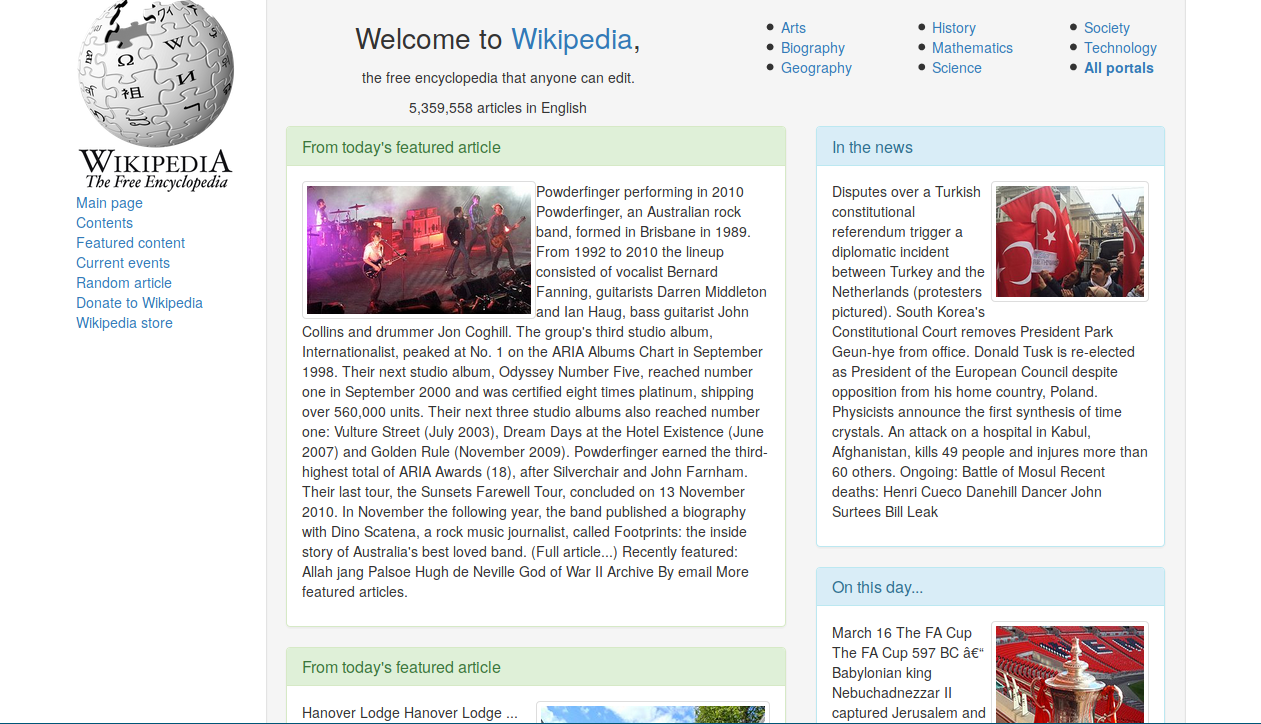 WIKIPEDIA
The Free Encyclopedia
Main page
Contents
Featured content
Current events
Random article
Donate to Wikipedia
Wikipedia store
Welcome to Wikipedia,
the free encyclopedia that anyone can edit.
5,359,558 articles in English
Arts
Biography
Geography
History
Mathematics
Science
Society
Technology
All portals
From today's featured article
Powderfinger performing in 2010
Powderfinger, an Australian rock
band, formed in Brisbane in 1989.
From 1992 to 2010 the lineup
consisted of vocalist Bernard
Fanning, guitarists Darren Middleton
and Ian Haug, bass guitarist John
Collins and drummer Jon Coghill. The group's third studio album,
Internationalist, peaked at No. 1 on the ARIA Albums Chart in September
1998. Their next studio album, Odyssey Number Five, reached number
one in September 2000 and was certified eight times platinum, shipping
over 560,000 units. Their next three studio albums also reached number
one: Vulture Street (July 2003), Dream Days at the Hotel Existence (June
2007) and Golden Rule (November 2009). Powderfinger earned the third-
highest total of ARIA Awards (18), after Silverchair and John Farnham.
Their last tour, the Sunsets Farewell Tour, concluded on 13 November
2010. In November the following year, the band published a biography
with Dino Scatena, a rock music journalist, called Footprints: the inside
story of Australia's best loved band. (Full article...) Recently featured:
Allah jang Palsoe Hugh de Neville God of War II Archive By email More
featured articles.
From today's featured article
Hanover Lodge Hanover Lodge ...
In the news
Disputes over a Turkish
constitutional
referendum trigger a
diplomatic incident
between Turkey and the
Netherlands (protesters
pictured). South Korea's
Constitutional Court removes President Park
Geun-hye from office. Donald Tusk is re-elected
as President of the European Council despite
opposition from his home country, Poland.
Physicists announce the first synthesis of time
crystals. An attack on a hospital in Kabul,
Afghanistan, kills 49 people and injures more than
60 others. Ongoing: Battle of Mosul Recent
deaths: Henri Cueco Danehill Dancer John
Surtees Bill Leak
On this day...
March 16 The FA Cup
The FA Cup 597 BC â€“
Babylonian king
Nebuchadnezzar II
captured Jerusalem and